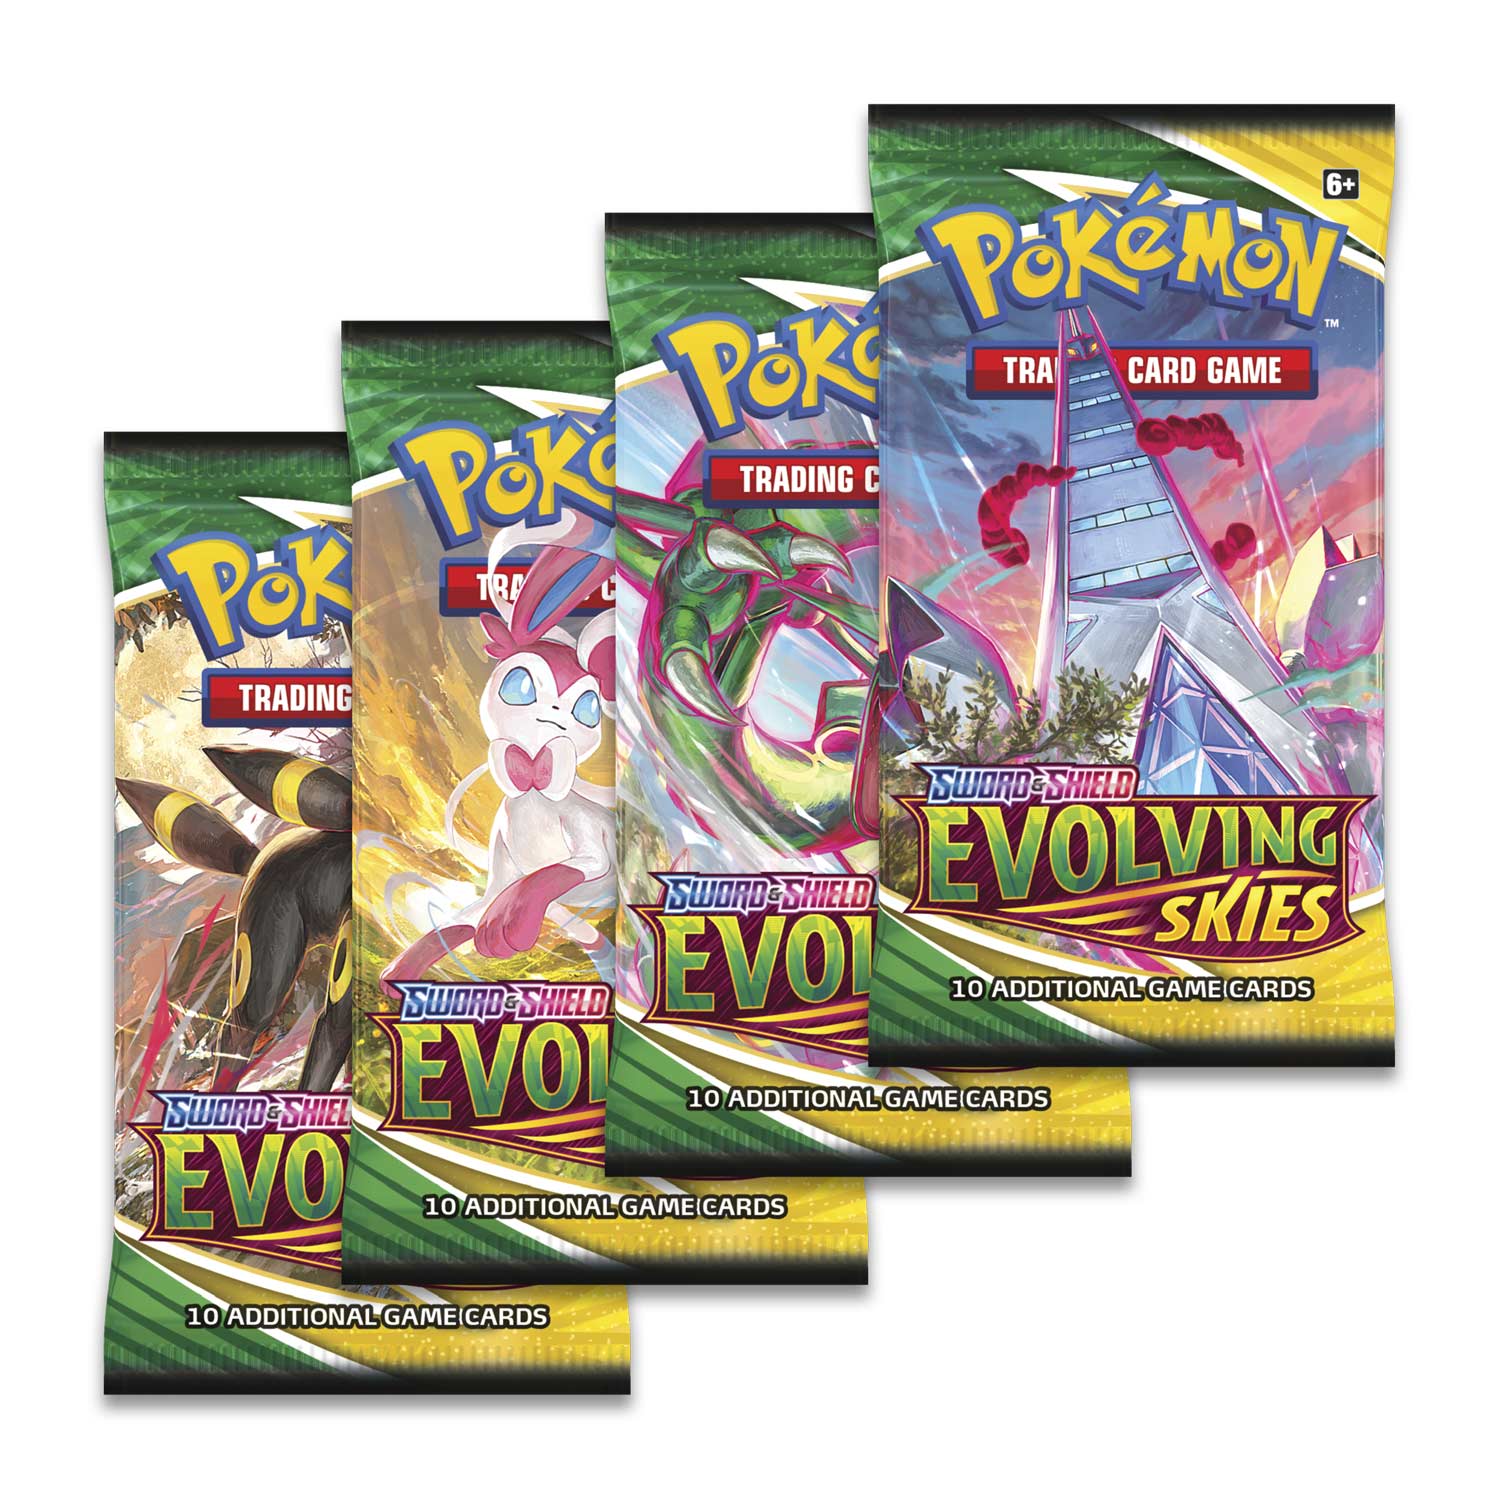 6+
POKÉMON
TM
TRA CARD GAME
SWORD & SHIELD
EVOLVING
SKIES
10 ADDITIONAL GAME CARDS
POKÉ
TRADING C
SWORD & SHIELD
EVOL
10 ADDITIONAL GAME CARDS
POKÉ
TRA C
SWORD & SHIELD
EVOL
10 ADDITIONAL GAME CARDS
POK
TRADING
SWORD & SHIEL
EVO
10 ADDITIONAL GAME CARDS